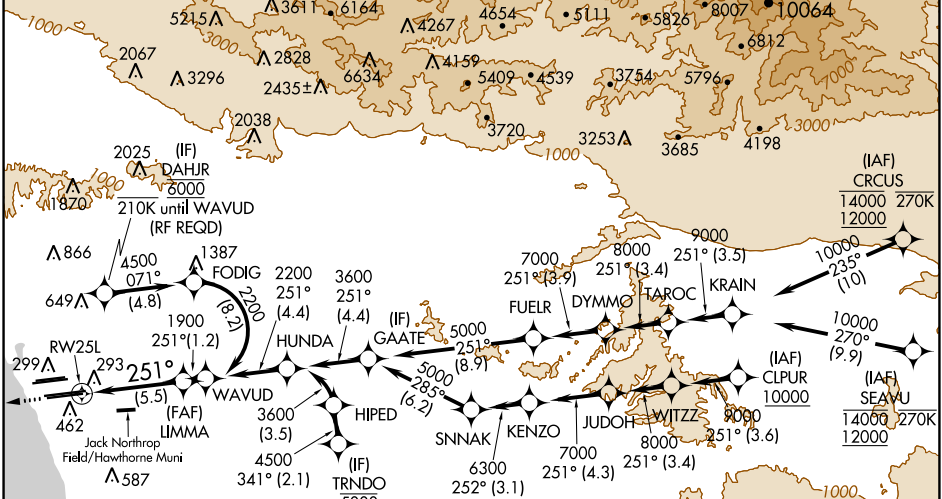 3611
6164
5215
3000
4267
4654
5111
5826
8007
10064
6812
1000
2067
3296
2828
2435±
6634
4159
5409
4539
3754
5796
7000
2038
3720
3253
3685
4198
3000
1000
2025
1000
1870
(IF)
DAHJR
6000
210K until WAVUD
(RF REQD)
(IAF)
CRCUS
14000 270K
12000
866
649
4500
071°
(4.8)
1387
FODIG
2200
(8.2)
2200
251°
(4.4)
3600
251°
(4.4)
7000
251° (3.9)
8000
251° (3.4)
9000
251° (3.5)
10000
235°
(10)
KRAIN
TAROC
DYMMO
FUELR
(IF)
GAATE
5000
251°
(8.9)
10000
270°
(9.9)
1900
251°(1.2)
HUNDA
RW25L
299
293
251°
(5.5)
WAVUD
(FAF)
LIMMA
462
Jack Northrop
Field/Hawthorne Muni
587
5000
285°
(6.2)
(IAF)
CLPUR
10000
(IAF)
SEAVU
14000 270K
12000
3600
(3.5)
HIPED
4500
341° (2.1)
(IF)
TRNDO
SNNAK
KENZO
JUDOH
WITZZ
9000
251° (3.6)
8000
251° (3.4)
7000
251° (4.3)
6300
252° (3.1)
1000